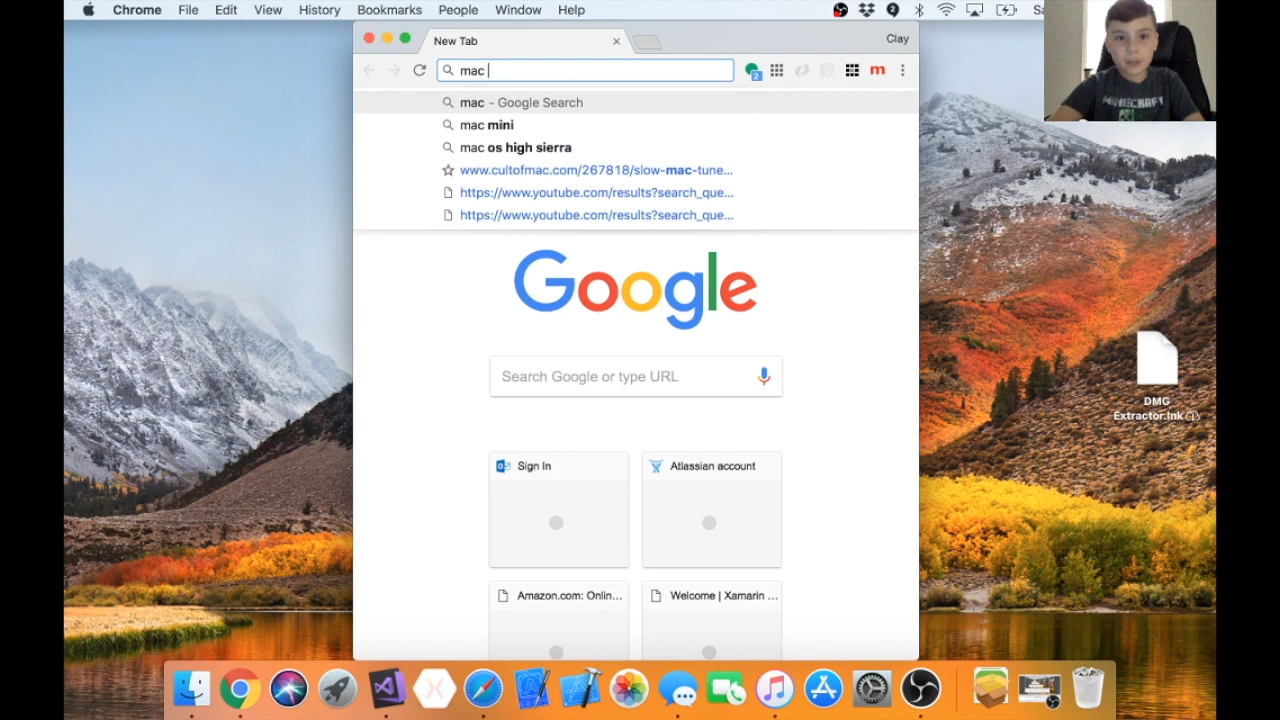 Chrome File Edit View History Bookmarks People Window Help
New Tab
Clay
mac
2
m
mac - Google Search
mac mini
mac os high sierra
www.cultofmac.com/267818/slow-mac-tune...
https://www.youtube.com/results?search_que...
https://www.youtube.com/results?search_que...
Google
Search Google or type URL
Sign In
Atlassian account
Amazon.com: Onlin...
Welcome | Xamarin ...
DMG
Extractor.lnk
MINECRAFT